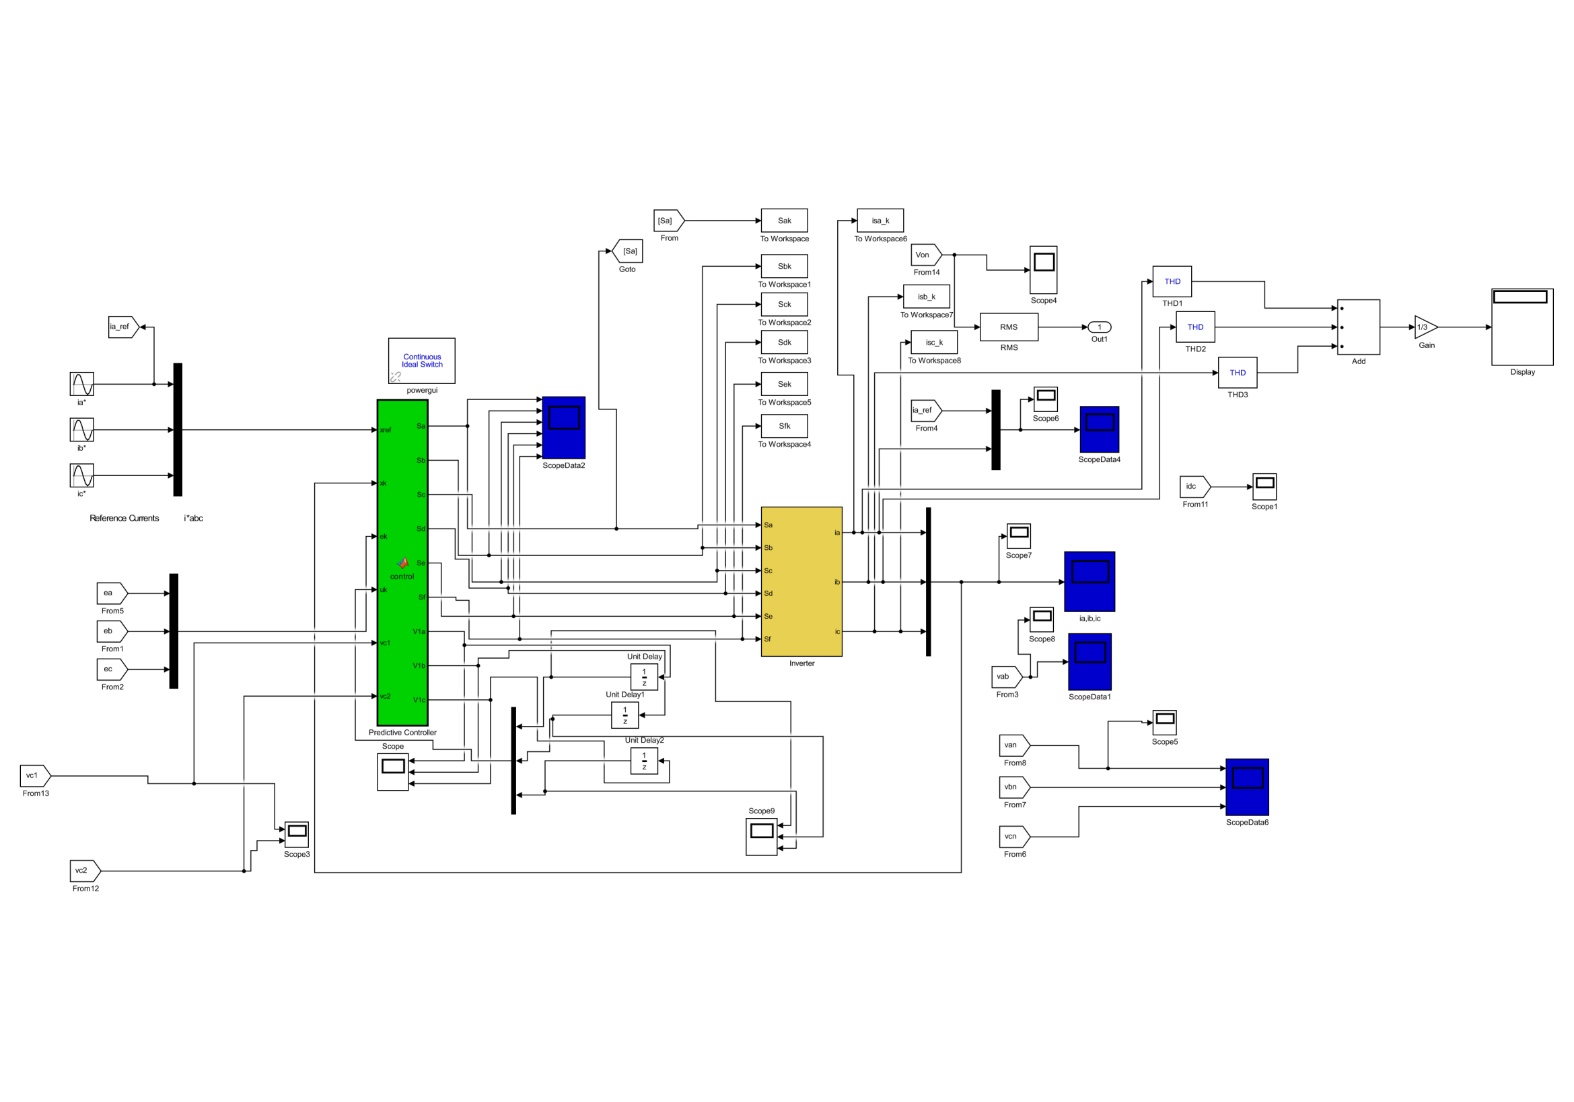 [Sa]
From
Sak
To Workspace
isa_k
To Workspace6
[Sa]
Goto
Von
From14
Scope4
Sbk
To Workspace1
isb_k
To Workspace7
THD
THD1
Sck
To Workspace2
RMS
RMS
1
Out1
THD
THD2
1/3
Gain
Add
Display
ia_ref
Sdk
To Workspace3
isc_k
To Workspace8
THD
THD3
Continuous
Ideal Switch
powergui
ia*
Sek
To Workspace5
ia_ref
From4
Scope6
ScopeData4
ib*
xref
Sa
Sfk
To Workspace4
ScopeData2
Sb
ic*
xk
Sc
idc
From11
Scope1
Reference Currents
i*abc
ek
Sd
Sa
ia
Scope7
Sb
Se
control
Sc
ib
uk
Sf
Sd
Se
ia,ib,ic
ea
From5
eb
From1
V1a
Sf
ic
Scope8
Inverter
vc1
V1b
Unit Delay
1
z
ec
From2
vab
From3
ScopeData1
vc2
V1c
Unit Delay1
1
z
Predictive Controller
Scope
Unit Delay2
1
z
van
From8
Scope5
vc1
From13
vbn
From7
Scope9
ScopeData6
Scope3
vcn
From6
vc2
From12